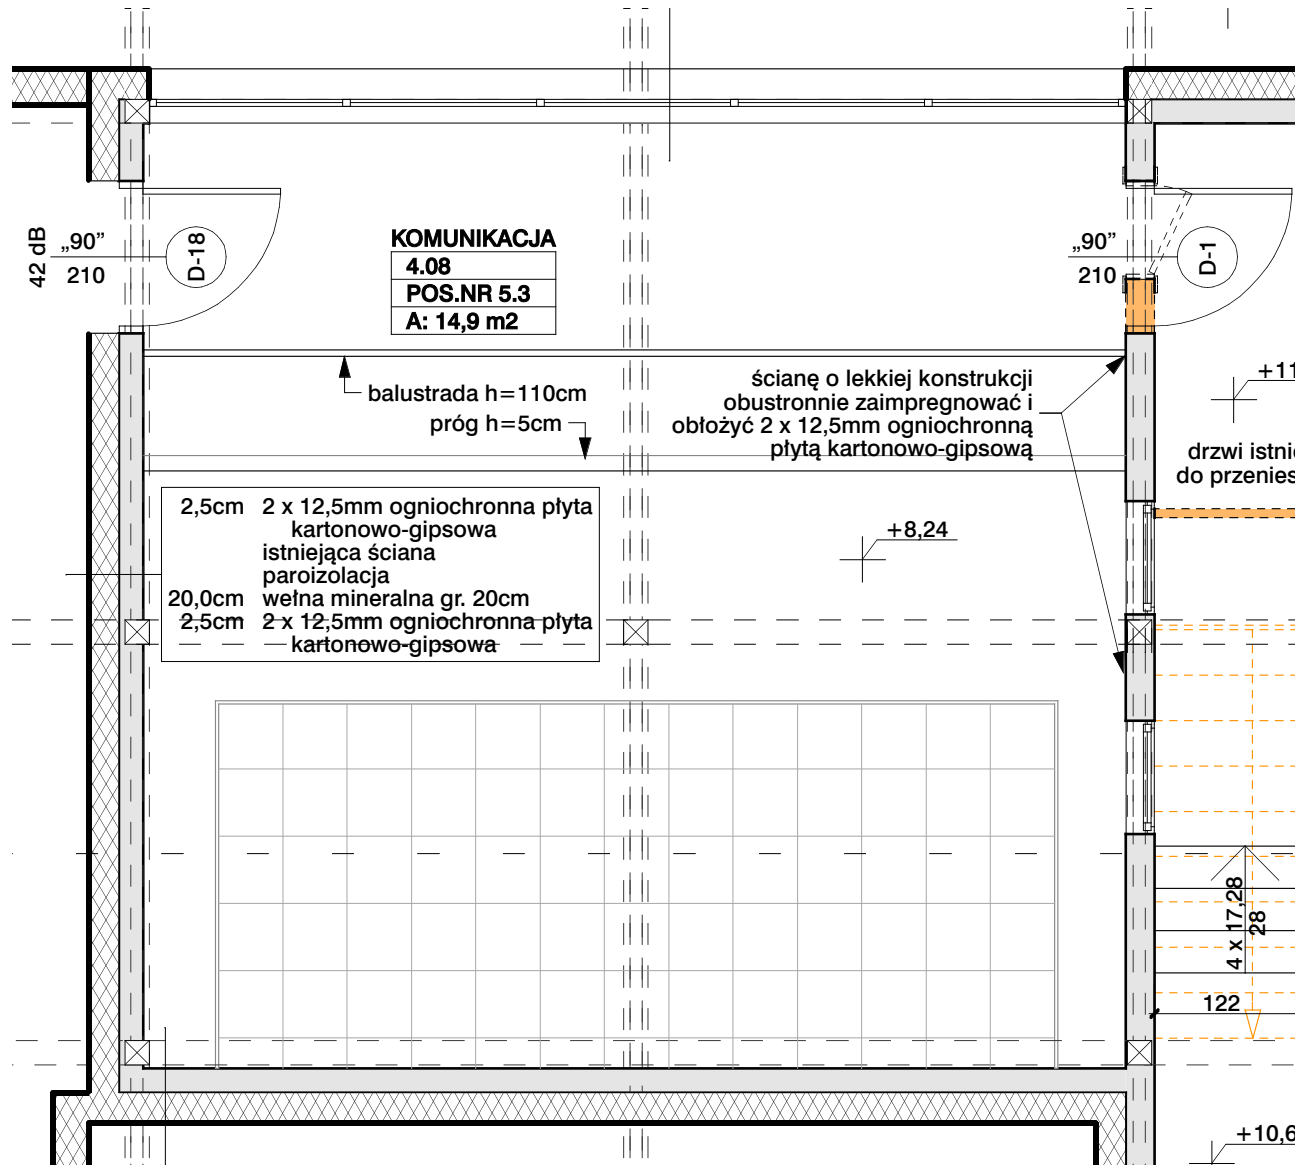 42 dB
„90”
210
D-18
KOMUNIKACJA
4.08
POS.NR 5.3
A: 14,9 m2
„90”
210
D-1
balustrada h=110cm
próg h=5cm
ścianę o lekkiej konstrukcji
obustronnie zaimpregnować i
obłożyć 2 x 12,5mm ogniochronną
płytą kartonowo-gipsową
+11
drzwi istni
do przenies
2,5cm 2 x 12,5mm ogniochronna płyta
kartonowo-gipsowa
istniejąca ściana
paroizolacja
20,0cm wełna mineralna gr. 20cm
2,5cm 2 x 12,5mm ogniochronna płyta
kartonowo-gipsowa
+8,24
4 x 17,28
28
122
+10,6